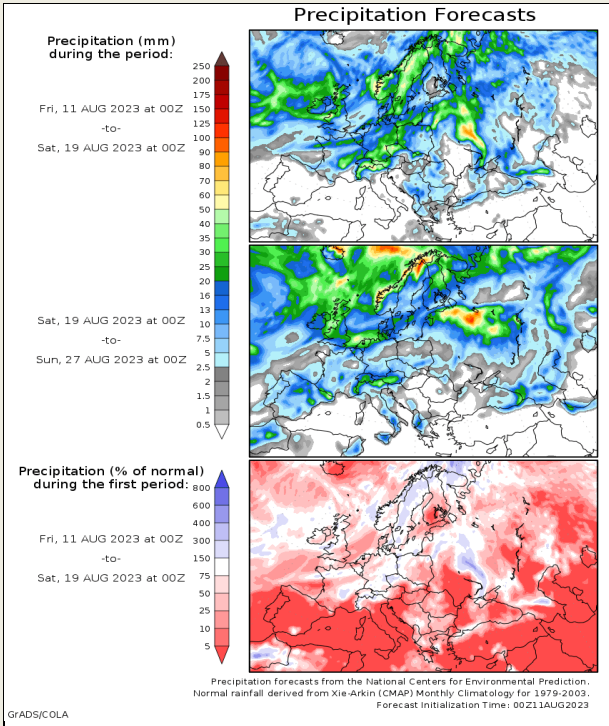 Precipitation Forecasts
Precipitation (mm)
during the period:
Fri, 11 AUG 2023 at 00Z
-to-
Sat, 19 AUG 2023 at 00Z
250
200
175
150
125
100
90
80
70
60
50
40
35
30
25
20
16
13
10
7.5
5
2.5
2
1.5
1
0.5
Sat, 19 AUG 2023 at 00Z
-to-
Sun, 27 AUG 2023 at 00Z
Precipitation (% of normal)
during the first period:
Fri, 11 AUG 2023 at 00Z
-to-
Sat, 19 AUG 2023 at 00Z
800
600
400
300
150
75
50
25
10
5
Precipitation forecasts from the National Centers for Environmental Prediction.
Normal rainfall derived from Xie-Arkin (CMAP) Monthly Climatology for 1979-2003.
Forecast Initialization Time: 00Z11AUG2023
GrADS/COLA